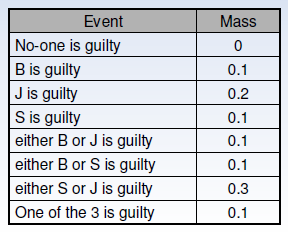 Event Mass
No-one is guilty 0
B is guilty 0.1
J is guilty 0.2
S is guilty 0.1
either B or J is guilty 0.1
either B or S is guilty 0.1
either S or J is guilty 0.3
One of the 3 is guilty 0.1